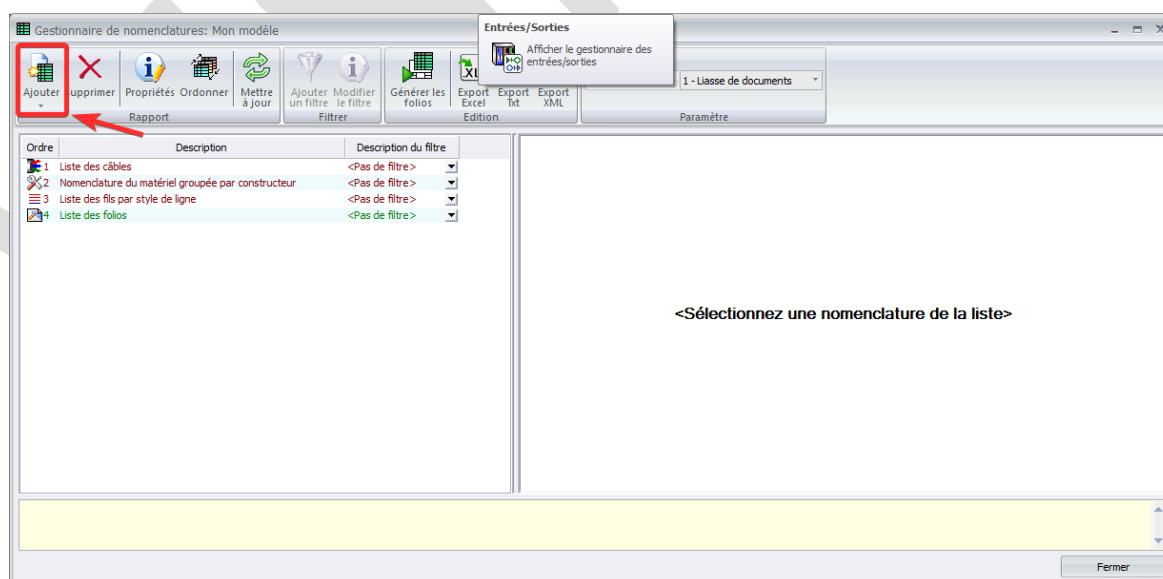 Gestionnaire de nomenclatures: Mon modèle
Entrées/Sorties
Afficher le gestionnaire des
entrées/sorties
Ajouter
Supprimer
Propriétés
Ordonner
Mettre
à jour
Ajouter
un filtre
Modifier
le filtre
Générer les
folios
Export
Excel
Export
Txt
Export
XML
1 - Liasse de documents
Rapport
Filtrer
Edition
Paramètre
Ordre Description Description du filtre
1 Liste des câbles <Pas de filtre>
2 Nomenclature du matériel groupée par constructeur <Pas de filtre>
3 Liste des fils par style de ligne <Pas de filtre>
4 Liste des folios <Pas de filtre>
<Sélectionnez une nomenclature de la liste>
Fermer